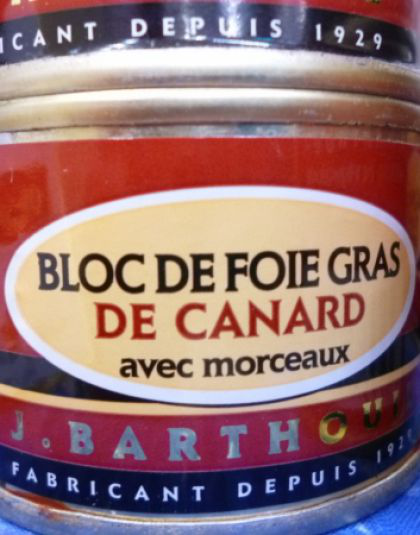 ICANT DEPUIS 1929
BLOC DE FOIE GRAS
DE CANARD
avec morceaux
J. BARTHOU
FABRICANT DEPUIS 192